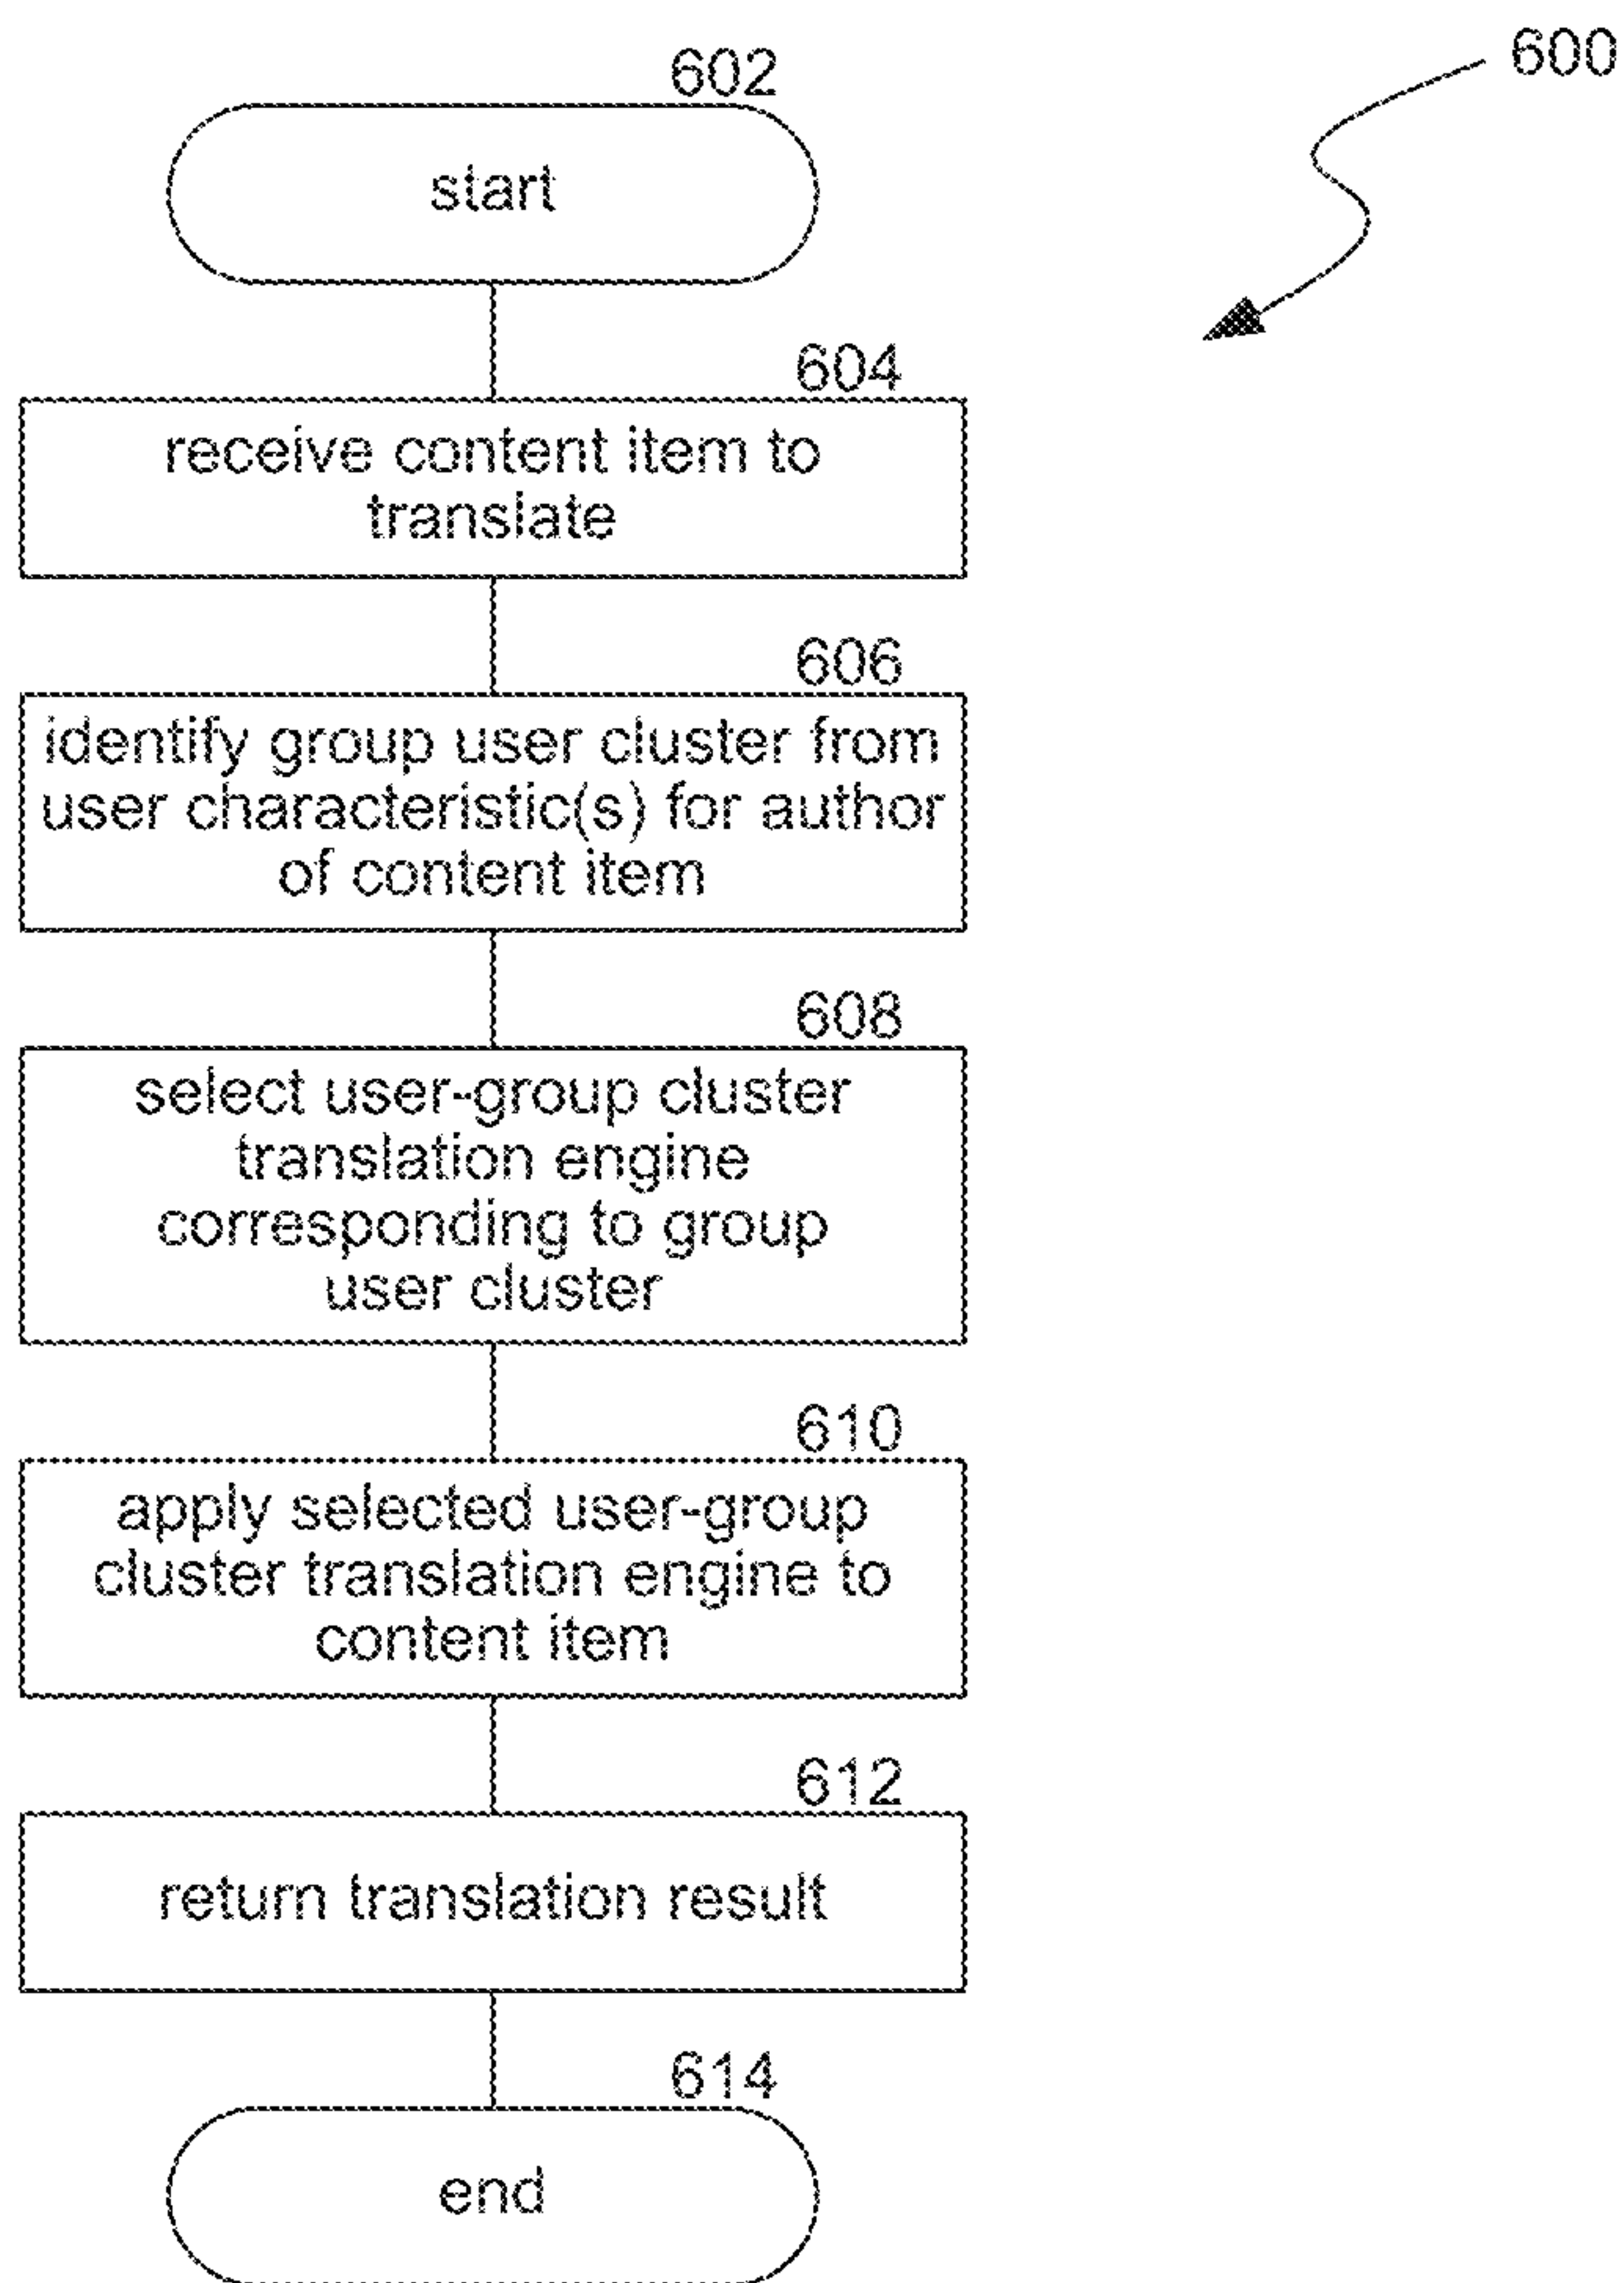 600
602
start
604
receive content item to
translate
606
identify group user cluster from
user characteristic(s) for author
of content item
608
select user-group cluster
translation engine
corresponding to group
user cluster
610
apply selected user-group
cluster translation engine to
content item
612
return translation result
614
end